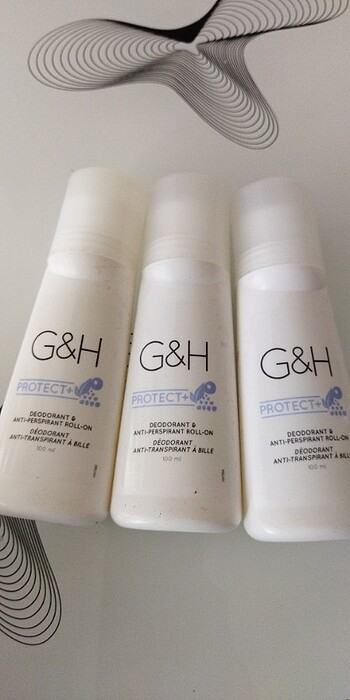 G&H
PROTECT+
DEODORANT &
ANTI-PERSPIRANT ROLL-ON
DÉODORANT
ANTI-TRANSPIRANT À BILLE
100 ml
G&H
PROTECT+
DEODORANT &
ANTI-PERSPIRANT ROLL-ON
DÉODORANT
ANTI-TRANSPIRANT À BILLE
100 ml
G&H
PROTECT+
DEODORANT &
ANTI-PERSPIRANT ROLL-ON
DÉODORANT
ANTI-TRANSPIRANT À BILLE
100 ml